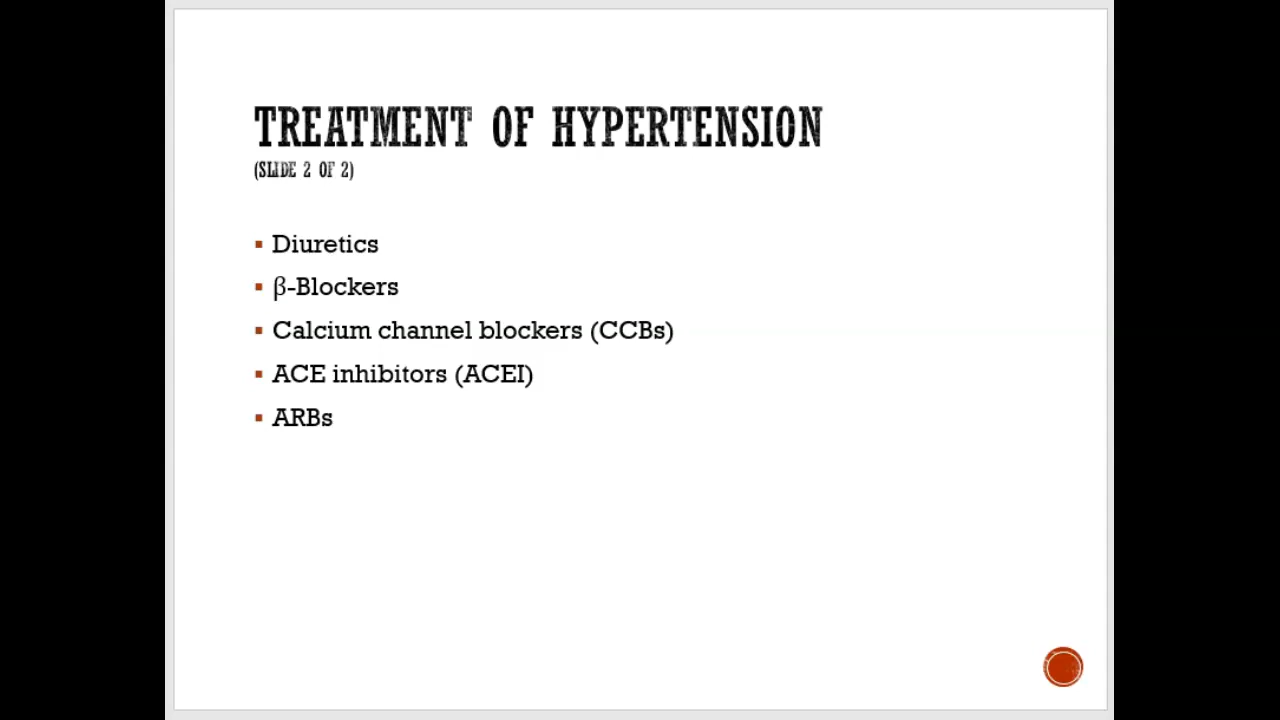 TREATMENT OF HYPERTENSION
(SLIDE 2 OF 2)
▪ Diuretics
▪ β-Blockers
▪ Calcium channel blockers (CCBs)
▪ ACE inhibitors (ACEI)
▪ ARBs